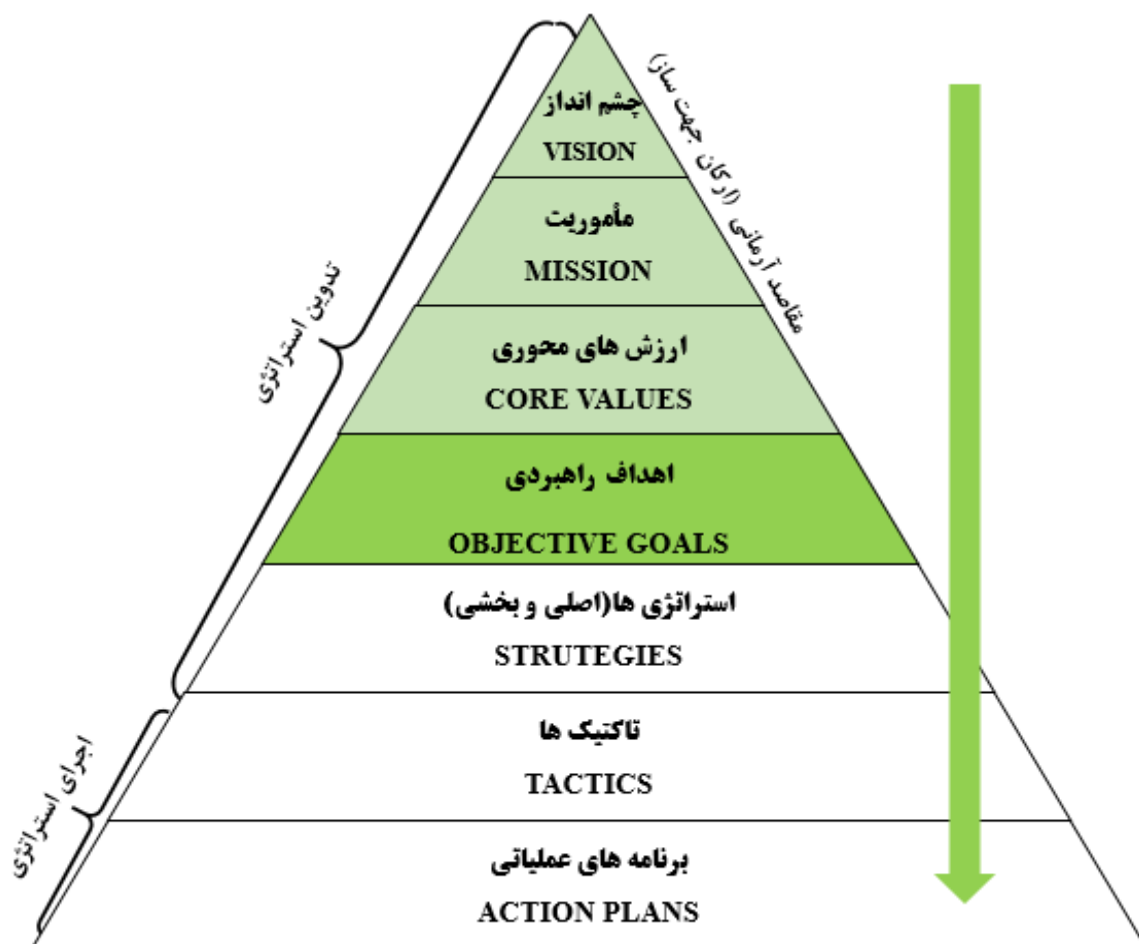 چشم انداز
VISION
مأموریت
MISSION
ارزش های محوری
CORE VALUES
اهداف راهبردی
OBJECTIVE GOALS
استراتژی ها(اصلی و بخشی)
STRUTEGIES
تاکتیک ها
TACTICS
برنامه های عملیاتی
ACTION PLANS
مقاصد آرمانی (ارکان جهت ساز)
تدوین استراتژی
اجرای استراتژی